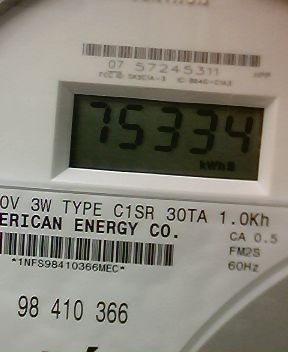 07 57245311
75334
kWh
0V 3W TYPE C1SR 30TA 1.0Kh
ERICAN ENERGY CO.
CA 0.5
FM2S
60Hz
*1NFS98410366MEC*
98 410 366